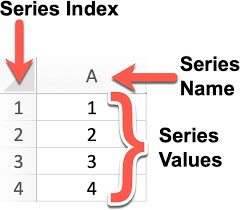 Series Index
A
Series
Name
1 1
2 2
3 3
4 4
Series
Values